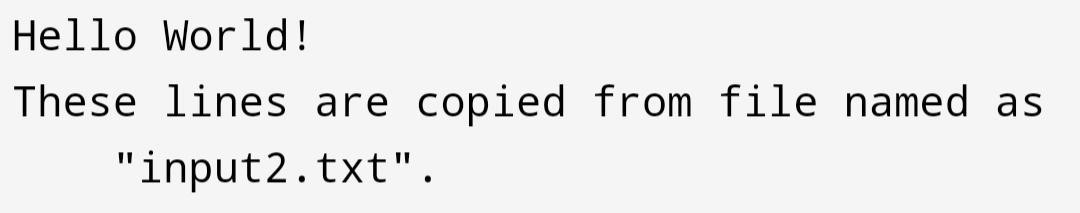 Hello World!
These lines are copied from file named as
"input2.txt".